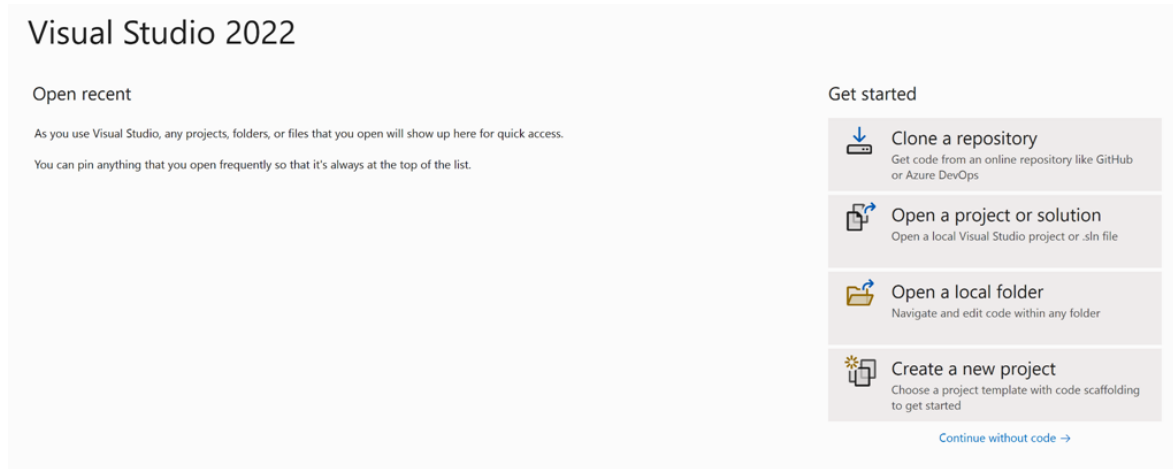 Visual Studio 2022
Open recent
As you use Visual Studio, any projects, folders, or files that you open will show up here for quick access.
You can pin anything that you open frequently so that it's always at the top of the list.
Get started
Clone a repository
Get code from an online repository like GitHub
or Azure DevOps
Open a project or solution
Open a local Visual Studio project or .sln file
Open a local folder
Navigate and edit code within any folder
Create a new project
Choose a project template with code scaffolding
to get started
Continue without code →